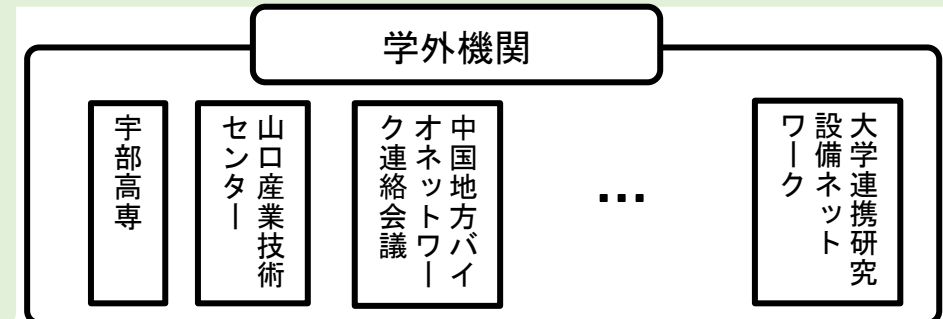 学外機関
宇部高専
山口産業技術
センター
中国地方バイ
オネットワー
ク連絡会議
…
大学連携研究
設備ネット
ワーク